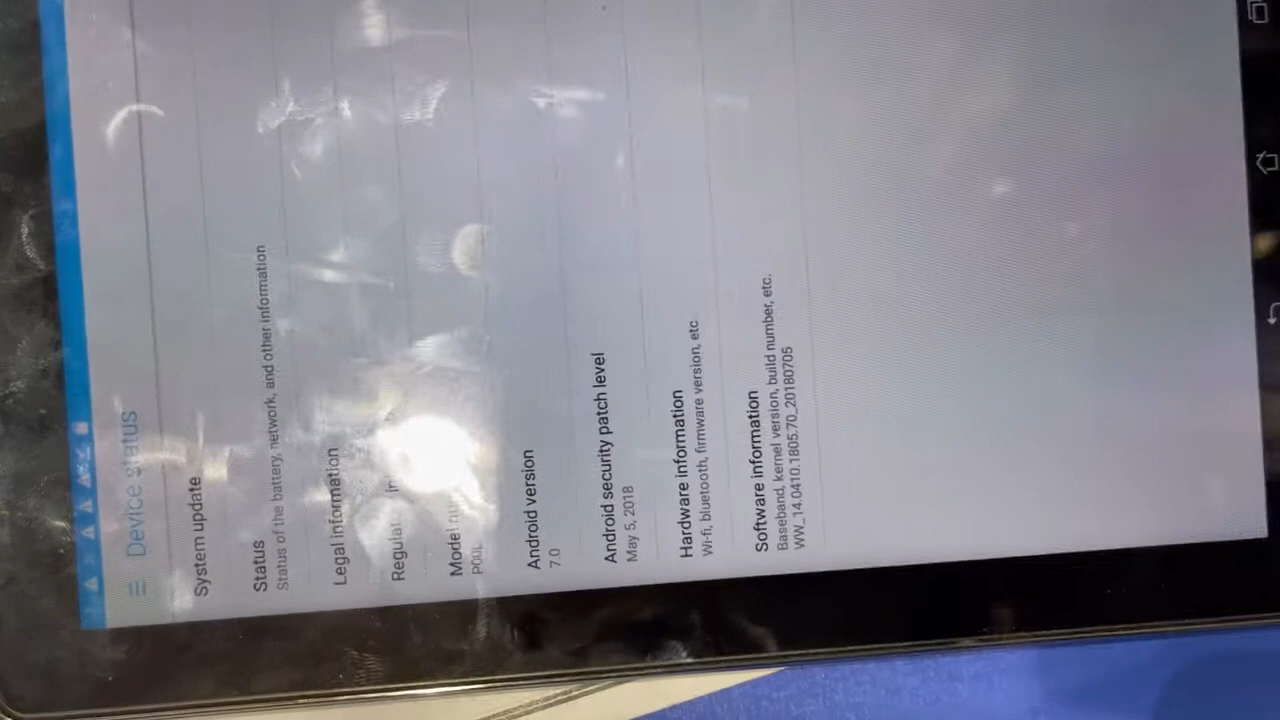 Device status
System update
Status
Status of the battery, network, and other information
Legal information
Model
Android version
7.0
Android security patch level
May 5, 2018
Hardware information
Wi-fi, bluetooth, firmware version, etc
Software information
Baseband, kernel version, build number, etc.
WW_14.0410.1805.70_20180705